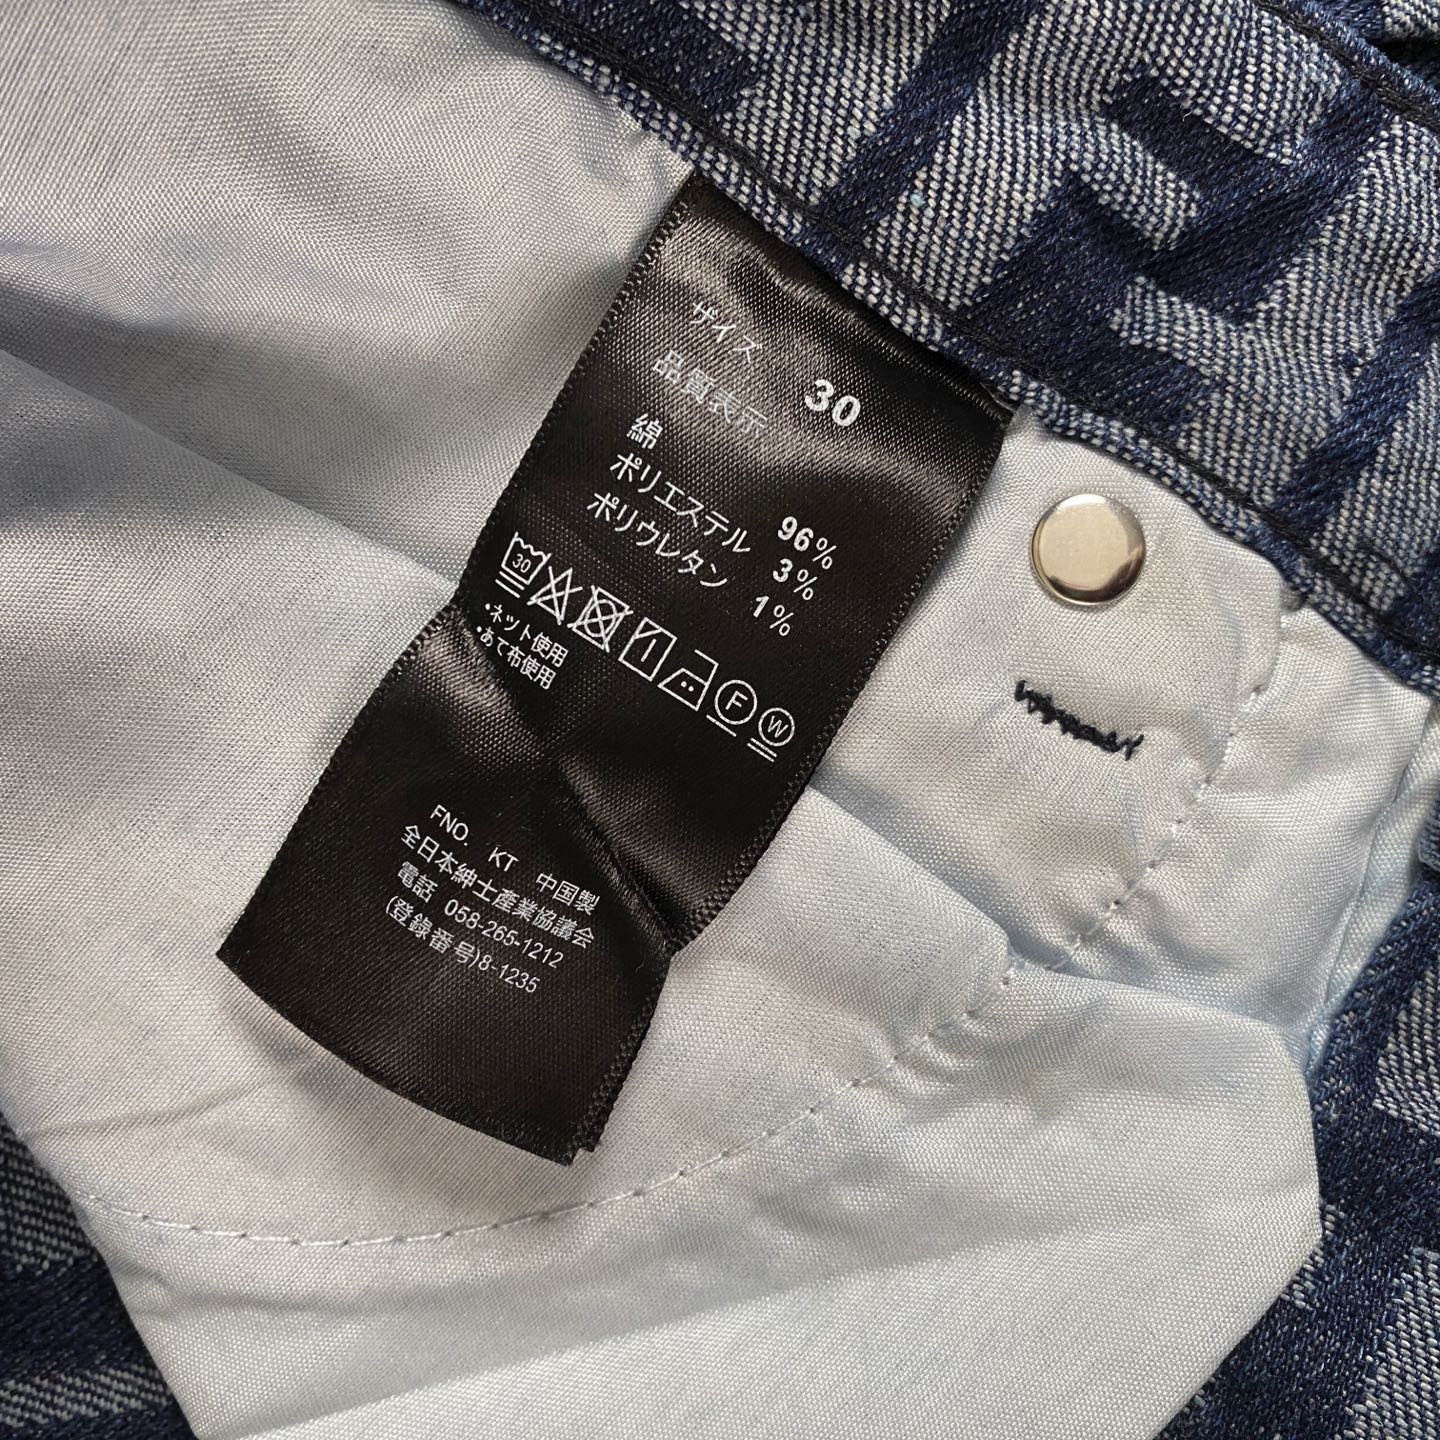 サイズ 30
品質表示
綿 96%
ポリエステル 3%
ポリウレタン 1%
30 F W
・ネット使用
・あて布使用
FNO. KT 中国製
全日本紳士産業協議会
電話 058-265-1212
(登録番号)8-1235